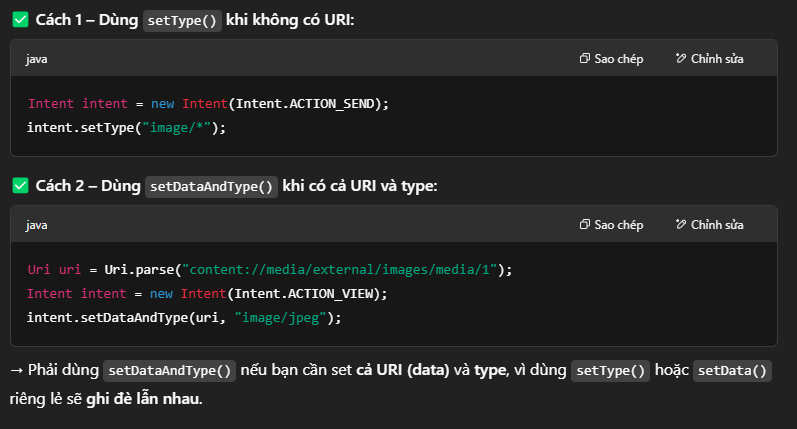 ✅ Cách 1 – Dùng setType() khi không có URI:
java Sao chép Chỉnh sửa
Intent intent = new Intent(Intent.ACTION_SEND);
intent.setType("image/*");
✅ Cách 2 – Dùng setDataAndType() khi có cả URI và type:
java Sao chép Chỉnh sửa
Uri uri = Uri.parse("content://media/external/images/media/1");
Intent intent = new Intent(Intent.ACTION_VIEW);
intent.setDataAndType(uri, "image/jpeg");
→ Phải dùng setDataAndType() nếu bạn cần set cả URI (data) và type, vì dùng setType() hoặc setData()
riêng lẻ sẽ ghi đè lẫn nhau.